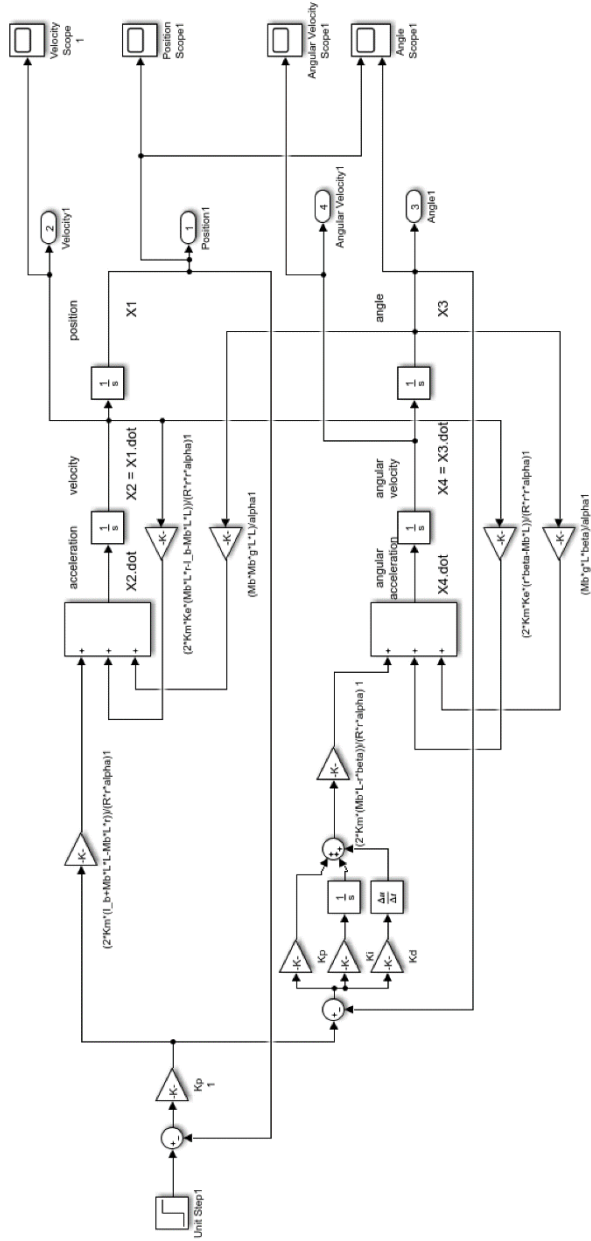 Unit Step1
+
-
-K-
Kp
1
-K-
(2*Km*(I_b+Mb*L*L-Mb*L*r))/(R*r*alpha)1
+
+
+
acceleration
X2.dot
1
s
velocity
X2 = X1.dot
1
s
position
X1
-K-
(2*Km*Ke*(Mb*L*r-I_b-Mb*L*L))/(R*r*r*alpha)1
-K-
(Mb*Mb*g*L*L)/alpha1
2
Velocity1
1
Position1
Velocity
Scope
1
Position
Scope1
+
-
-K-
Kp
-K-
Ki
-K-
Kd
1
s
Δu
Δt
+
+
+
-K-
(2*Km*(Mb*L-r*beta))/(R*r*alpha) 1
+
+
+
angular
acceleration
X4.dot
1
s
angular
velocity
X4 = X3.dot
1
s
angle
X3
-K-
(2*Km*Ke*(r*beta-Mb*L))/(R*r*r*alpha)1
-K-
(Mb*g*L*beta)/alpha1
4
Angular Velocity1
3
Angle1
Angular Velocity
Scope1
Angle
Scope1